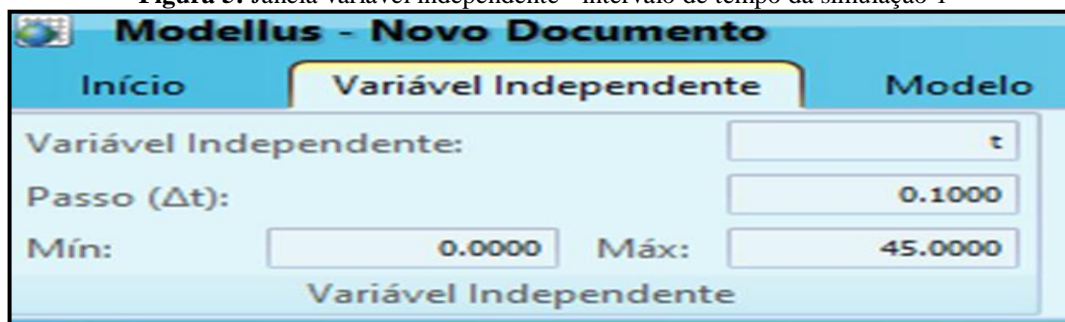 Figura 5: Janela variável independente - intervalo de tempo da simulação 1
Modellus - Novo Documento
Início Variável Independente Modelo
Variável Independente: t
Passo (Δt): 0.1000
Mín: 0.0000 Máx: 45.0000
Variável Independente